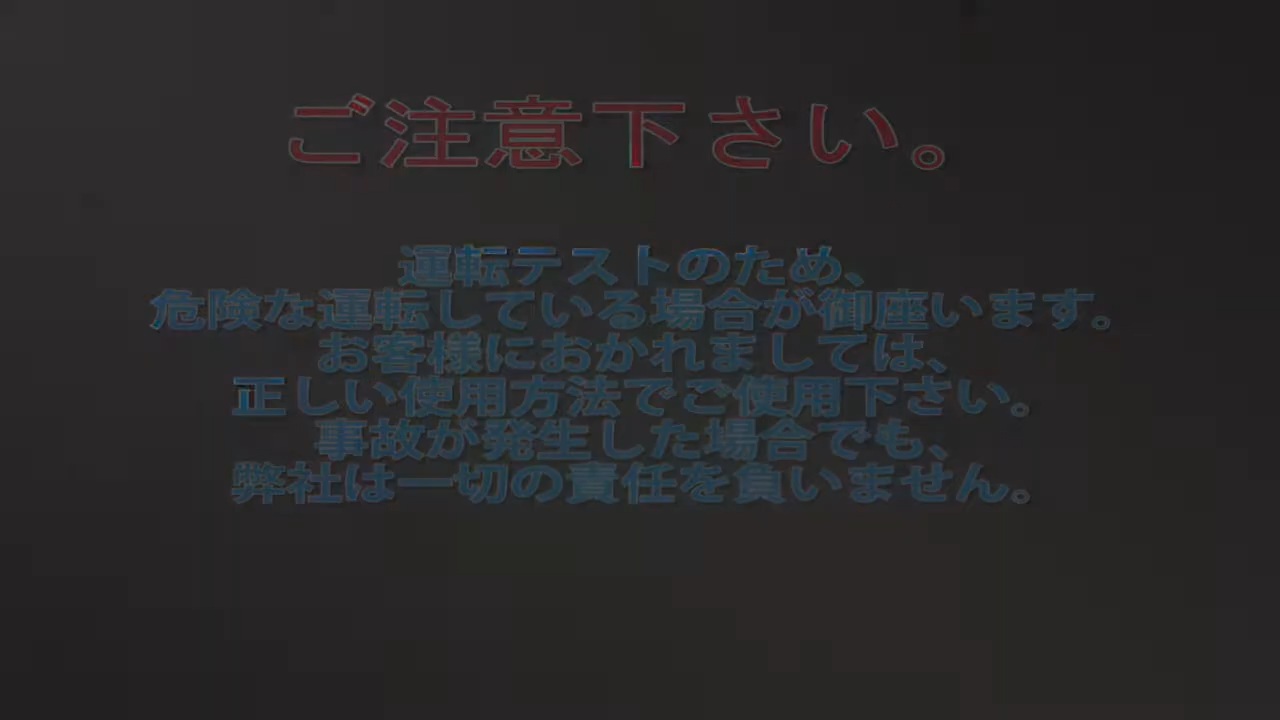 ご注意下さい。
運転テストのため、
危険な運転している場合が御座います。
お客様におかれましては、
正しい使用方法でご使用下さい。
事故が発生した場合でも、
弊社は一切の責任を負いません。